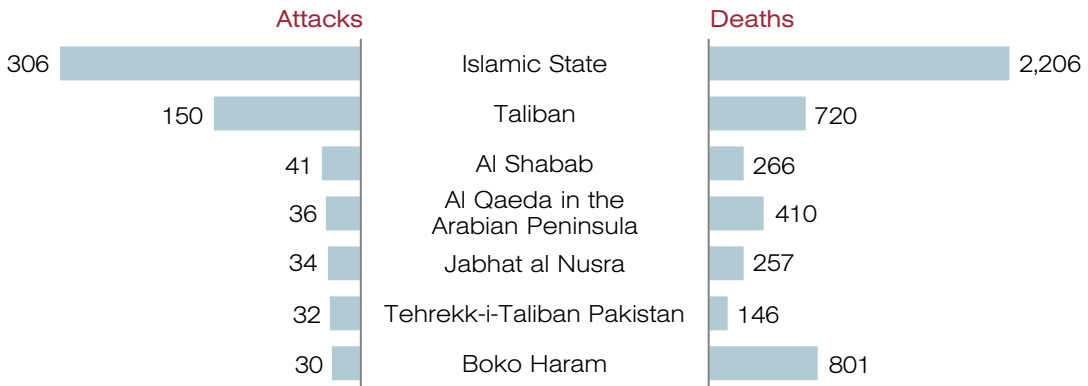 Attacks Deaths
306 Islamic State 2,206
150 Taliban 720
41 Al Shabab 266
Al Qaeda in the
36 Arabian Peninsula 410
34 Jabhat al Nusra 257
32 Tehrekk-i-Taliban Pakistan 146
30 Boko Haram 801